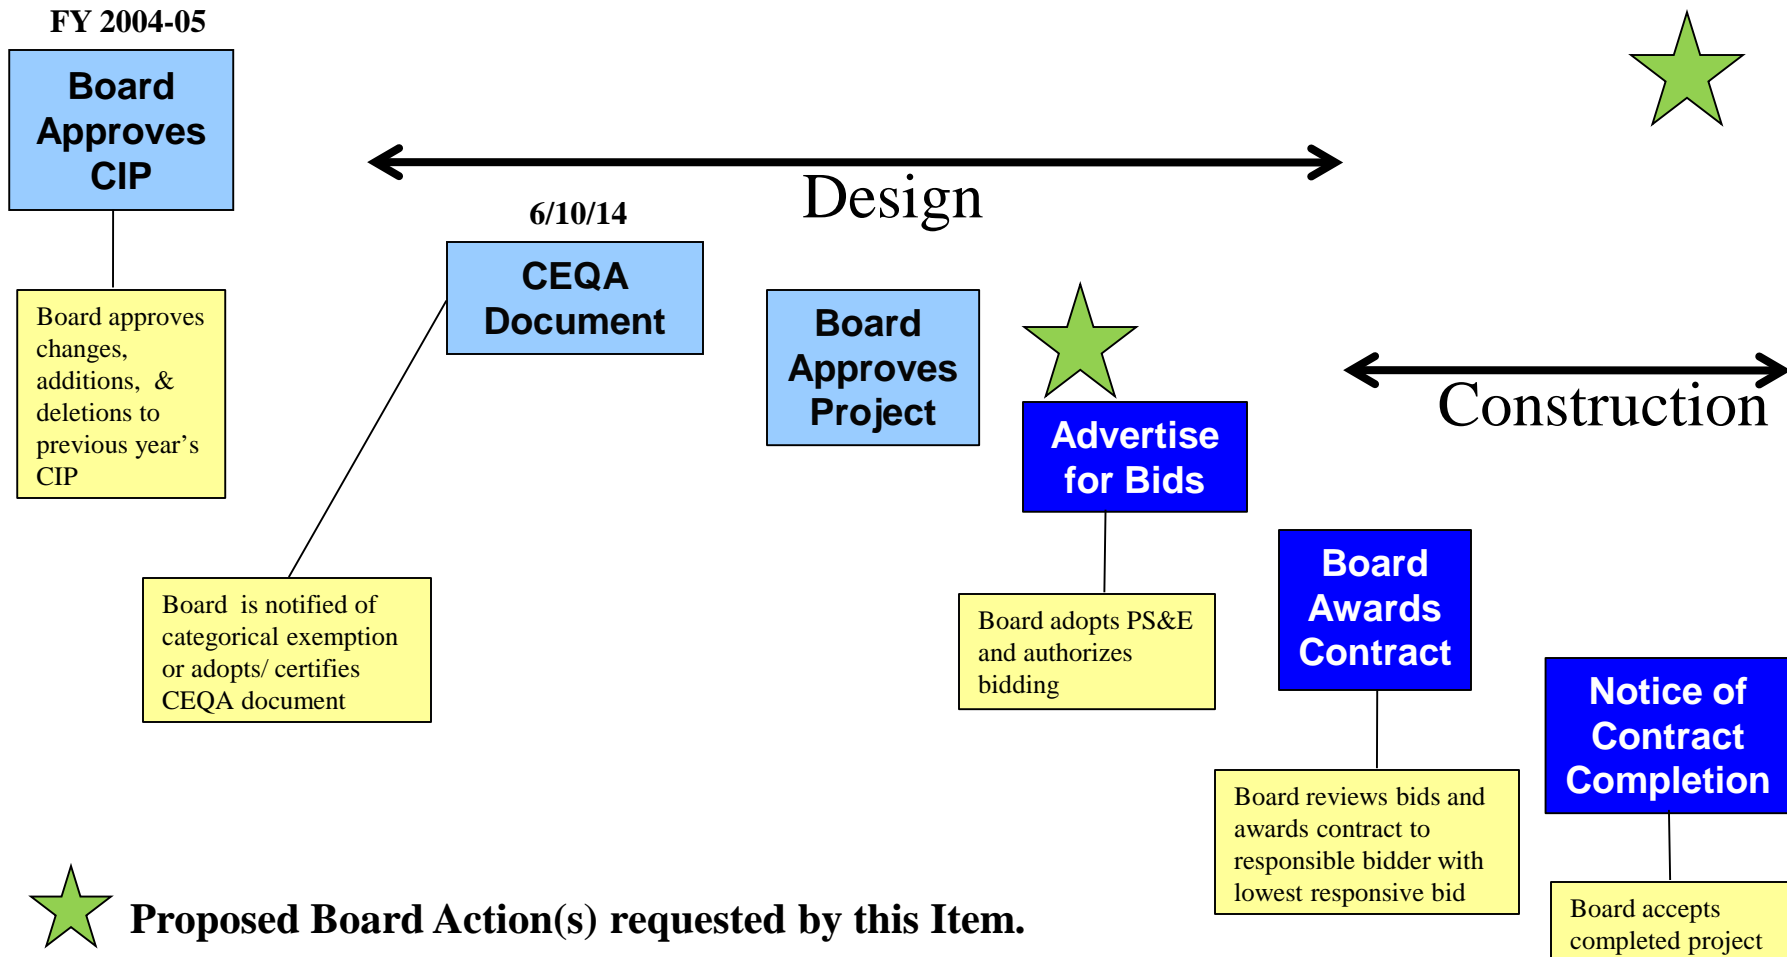 FY 2004-05
Board
Approves
CIP
Design
6/10/14
CEQA
Document
Board approves
changes,
additions, &
deletions to
previous year’s
CIP
Board
Approves
Project
Construction
Advertise
for Bids
Board is notified of
categorical exemption
or adopts/ certifies
CEQA document
Board adopts PS&E
and authorizes
bidding
Board
Awards
Contract
Notice of
Contract
Completion
Board reviews bids and
awards contract to
responsible bidder with
lowest responsive bid
Board accepts
completed project
Proposed Board Action(s) requested by this Item.